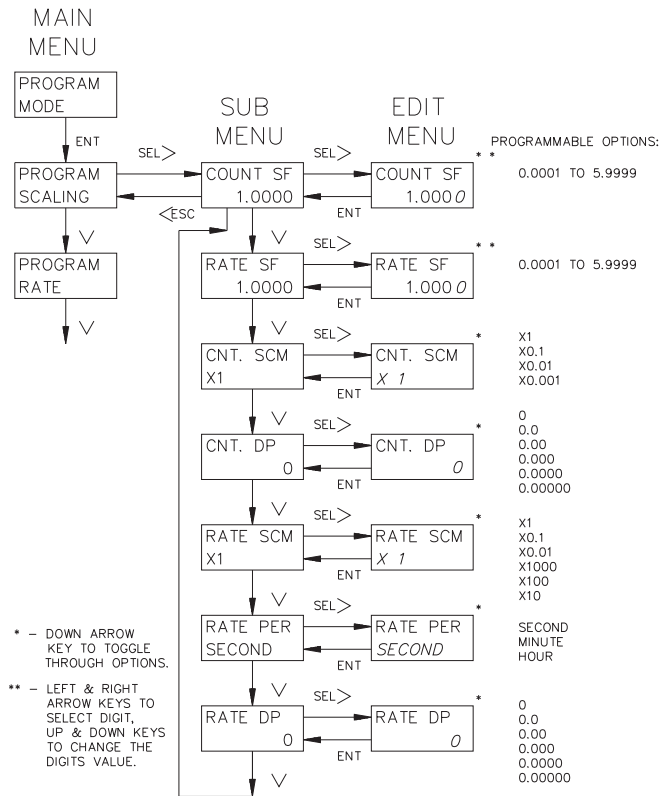 MAIN
MENU
PROGRAM
MODE
ENT
SUB
MENU
EDIT
MENU
PROGRAMMABLE OPTIONS:
PROGRAM
SCALING
SEL>
COUNT SF
1.0000
SEL>
COUNT SF
1.0000
* *
0.0001 TO 5.9999
<ESC
ENT
PROGRAM
RATE
RATE SF
1.0000
SEL>
RATE SF
1.0000
* *
0.0001 TO 5.9999
ENT
CNT. SCM
X1
SEL>
CNT. SCM
X 1
*
X1
X0.1
X0.01
X0.001
ENT
CNT. DP
0
SEL>
CNT. DP
0
*
0
0.0
0.00
0.000
0.0000
0.00000
ENT
RATE SCM
X1
SEL>
RATE SCM
X 1
*
X1
X0.1
X0.01
X1000
X100
X10
ENT
RATE PER
SECOND
SEL>
RATE PER
SECOND
*
SECOND
MINUTE
HOUR
ENT
RATE DP
0
SEL>
RATE DP
0
*
0
0.0
0.00
0.000
0.0000
0.00000
ENT
* – DOWN ARROW
KEY TO TOGGLE
THROUGH OPTIONS.
** – LEFT & RIGHT
ARROW KEYS TO
SELECT DIGIT,
UP & DOWN KEYS
TO CHANGE THE
DIGITS VALUE.